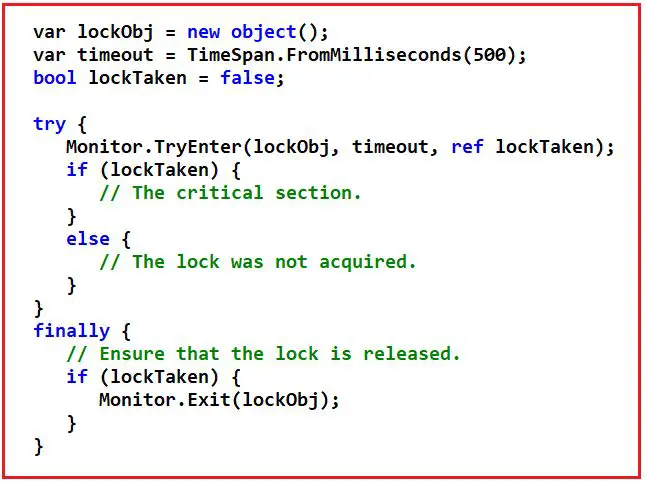 var lockObj = new object();
var timeout = TimeSpan.FromMilliseconds(500);
bool lockTaken = false;
try {
Monitor.TryEnter(lockObj, timeout, ref lockTaken);
if (lockTaken) {
// The critical section.
}
else {
// The lock was not acquired.
}
}
finally {
// Ensure that the lock is released.
if (lockTaken) {
Monitor.Exit(lockObj);
}
}